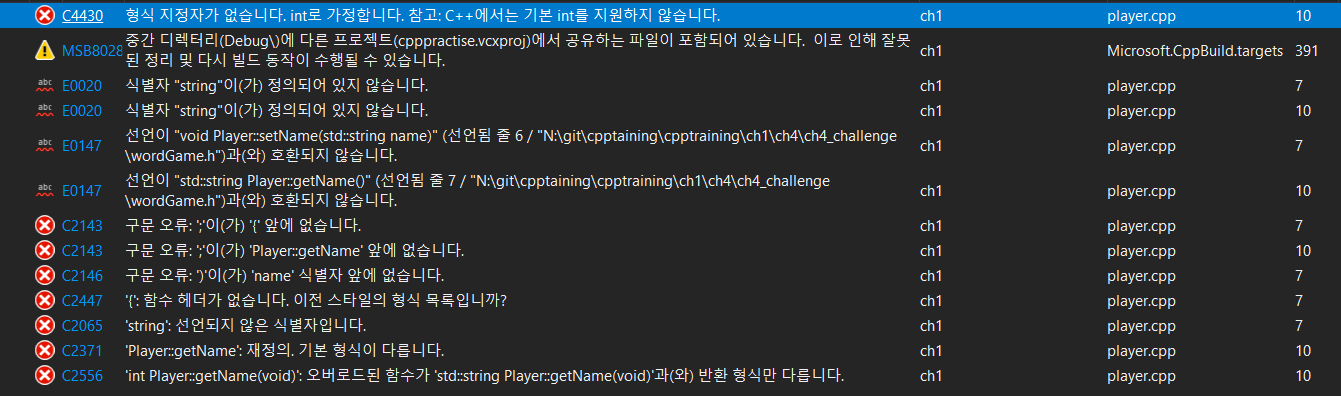 C4430 형식 지정자가 없습니다. int로 가정합니다. 참고: C++에서는 기본 int를 지원하지 않습니다. ch1 player.cpp 10
중간 디렉터리(Debug\)에 다른 프로젝트(cpppractise.vcxproj)에서 공유하는 파일이 포함되어 있습니다.  이로 인해 잘못
MSB8028 된 정리 및 다시 빌드 동작이 수행될 수 있습니다. ch1 Microsoft.CppBuild.targets 391
abc E0020 식별자 "string"이(가) 정의되어 있지 않습니다. ch1 player.cpp 7
abc E0020 식별자 "string"이(가) 정의되어 있지 않습니다. ch1 player.cpp 10
선언이 "void Player::setName(std::string name)" (선언됨 줄 6 / "N:\git\cpptaining\cpptraining\ch1\ch4\ch4_challenge
abc E0147 \wordGame.h")과(와) 호환되지 않습니다. ch1 player.cpp 7
선언이 "std::string Player::getName()" (선언됨 줄 7 / "N:\git\cpptaining\cpptraining\ch1\ch4\ch4_challenge
abc E0147 \wordGame.h")과(와) 호환되지 않습니다. ch1 player.cpp 10
C2143 구문 오류: ';'이(가) '{' 앞에 없습니다. ch1 player.cpp 7
C2143 구문 오류: ';'이(가) 'Player::getName' 앞에 없습니다. ch1 player.cpp 10
C2146 구문 오류: ')'이(가) 'name' 식별자 앞에 없습니다. ch1 player.cpp 7
C2447 '{': 함수 헤더가 없습니다. 이전 스타일의 형식 목록입니까? ch1 player.cpp 7
C2065 'string': 선언되지 않은 식별자입니다. ch1 player.cpp 7
C2371 'Player::getName': 재정의. 기본 형식이 다릅니다. ch1 player.cpp 10
C2556 'int Player::getName(void)': 오버로드된 함수가 'std::string Player::getName(void)'과(와) 반환 형식만 다릅니다. ch1 player.cpp 10